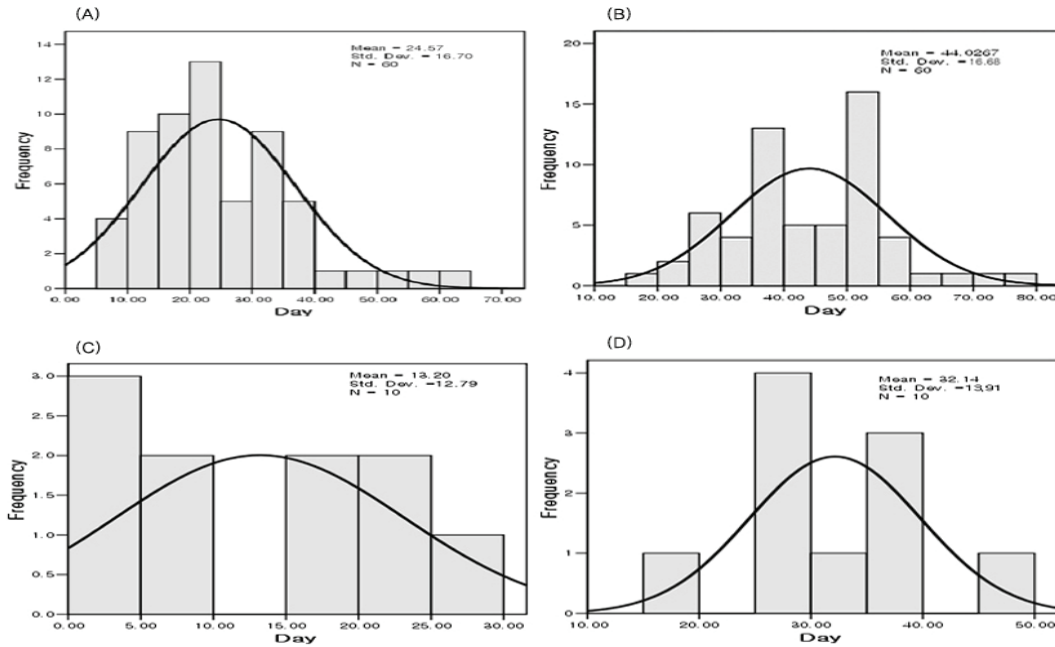 (A)
Mean = 24.57
Std. Dev. = 16.70
N = 60
Frequency
14
12
10
8
6
4
2
0
0.00 10.00 20.00 30.00 40.00 50.00 60.00 70.00
Day
(B)
Mean = 44.0267
Std. Dev. =16.68
N = 60
Frequency
20
15
10
5
0
10.00 20.00 30.00 40.00 50.00 60.00 70.00 80.00
Day
(C)
Mean = 13.20
Std. Dev. =12.79
N = 10
Frequency
3.0
2.5
2.0
1.5
1.0
0.5
0.0
0.00 5.00 10.00 15.00 20.00 25.00 30.00
Day
(D)
Mean = 32.14
Std. Dev. =13.91
N = 10
Frequency
4
3
2
1
0
10.00 20.00 30.00 40.00 50.00
Day